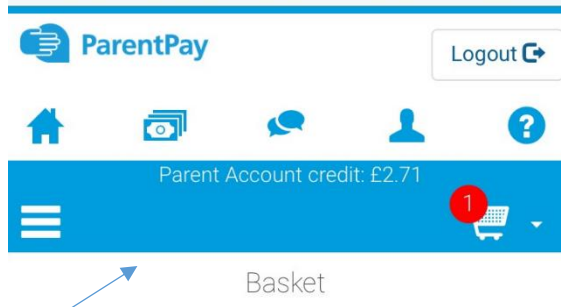 ParentPay
Logout
?
Parent Account credit: £2.71
1
Basket